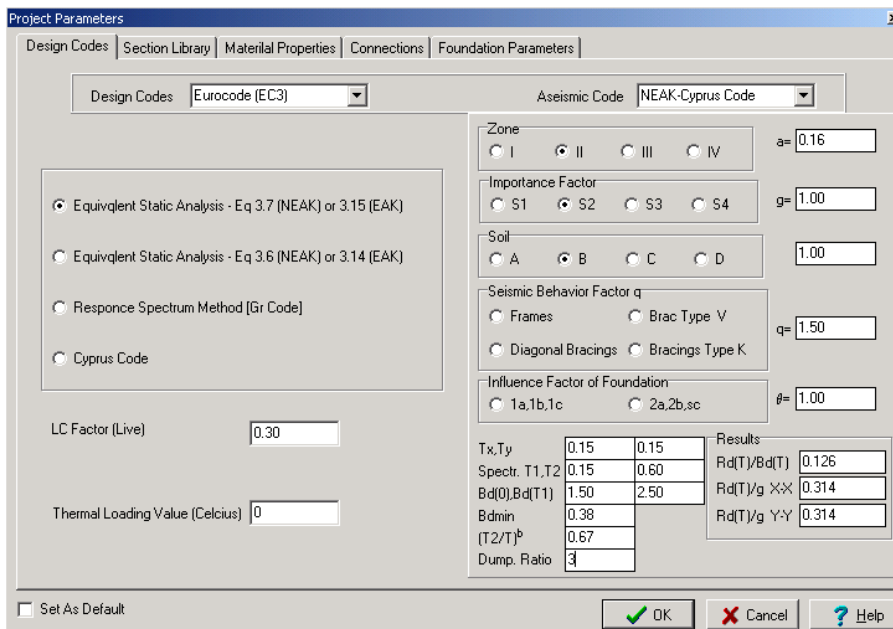 Project Parameters
Design Codes Section Library Materilal Properties Connections Foundation Parameters
Design Codes Eurocode (EC3) Aseismic Code NEAK-Cyprus Code
Zone
I II III IV a= 0.16
Importance Factor
S1 S2 S3 S4 g= 1.00
Soil
A B C D 1.00
Seismic Behavior Factor q
Frames Brac Type V
Diagonal Bracings Bracings Type K q= 1.50
Influence Factor of Foundation
1a,1b,1c 2a,2b,sc θ= 1.00
Equivqlent Static Analysis - Eq 3.7 (NEAK) or 3.15 (EAK)
Equivqlent Static Analysis - Eq 3.6 (NEAK) or 3.14 (EAK)
Responce Spectrum Method [Gr Code]
Cyprus Code
LC Factor (Live) 0.30
Thermal Loading Value (Celcius) 0
Tx,Ty 0.15 0.15
Spectr. T1,T2 0.15 0.60
Bd(0),Bd(T1) 1.50 2.50
Bdmin 0.38
(T2/T)b 0.67
Dump. Ratio 3
Results
Rd(T)/Bd(T) 0.126
Rd(T)/g X-X 0.314
Rd(T)/g Y-Y 0.314
Set As Default
OK Cancel Help